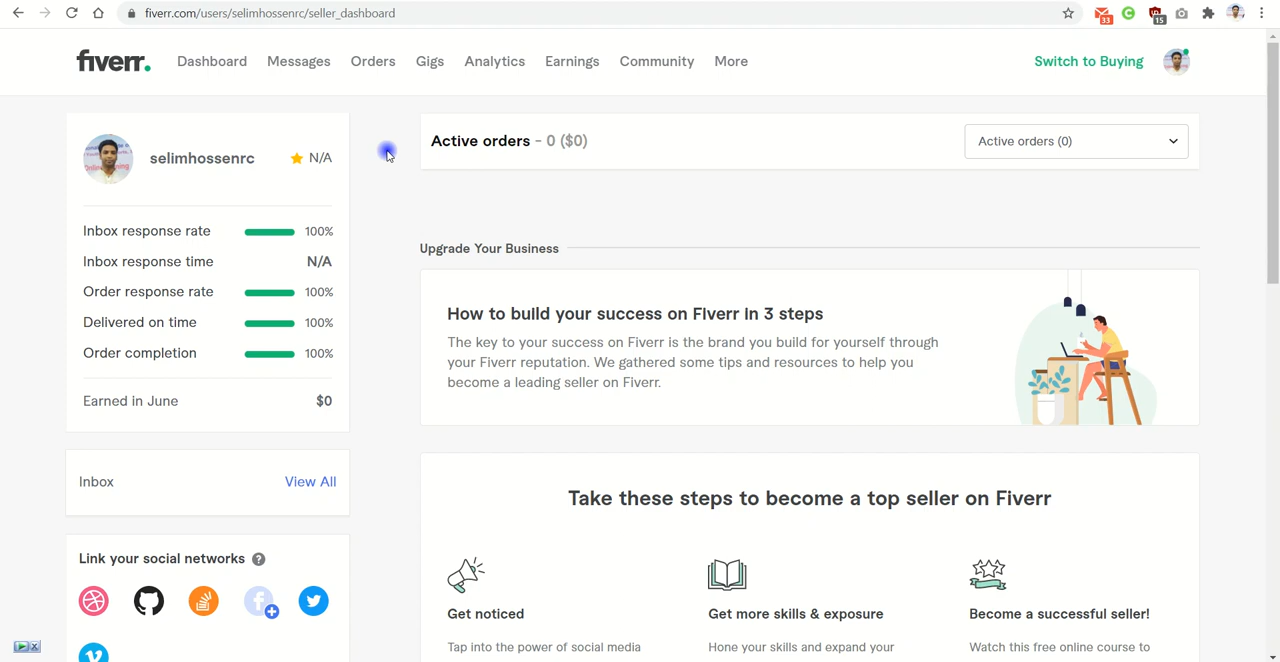 fiverr.com/users/selimhossenrc/seller_dashboard
33
15
fiverr.
Dashboard
Messages
Orders
Gigs
Analytics
Earnings
Community
More
Switch to Buying
selimhossenrc
N/A
Inbox response rate
100%
Inbox response time
N/A
Order response rate
100%
Delivered on time
100%
Order completion
100%
Earned in June
$0
Inbox
View All
Link your social networks
Active orders - 0 ($0)
Active orders (0)
Upgrade Your Business
How to build your success on Fiverr in 3 steps
The key to your success on Fiverr is the brand you build for yourself through
your Fiverr reputation. We gathered some tips and resources to help you
become a leading seller on Fiverr.
Take these steps to become a top seller on Fiverr
Get noticed
Tap into the power of social media
Get more skills & exposure
Hone your skills and expand your
Become a successful seller!
Watch this free online course to